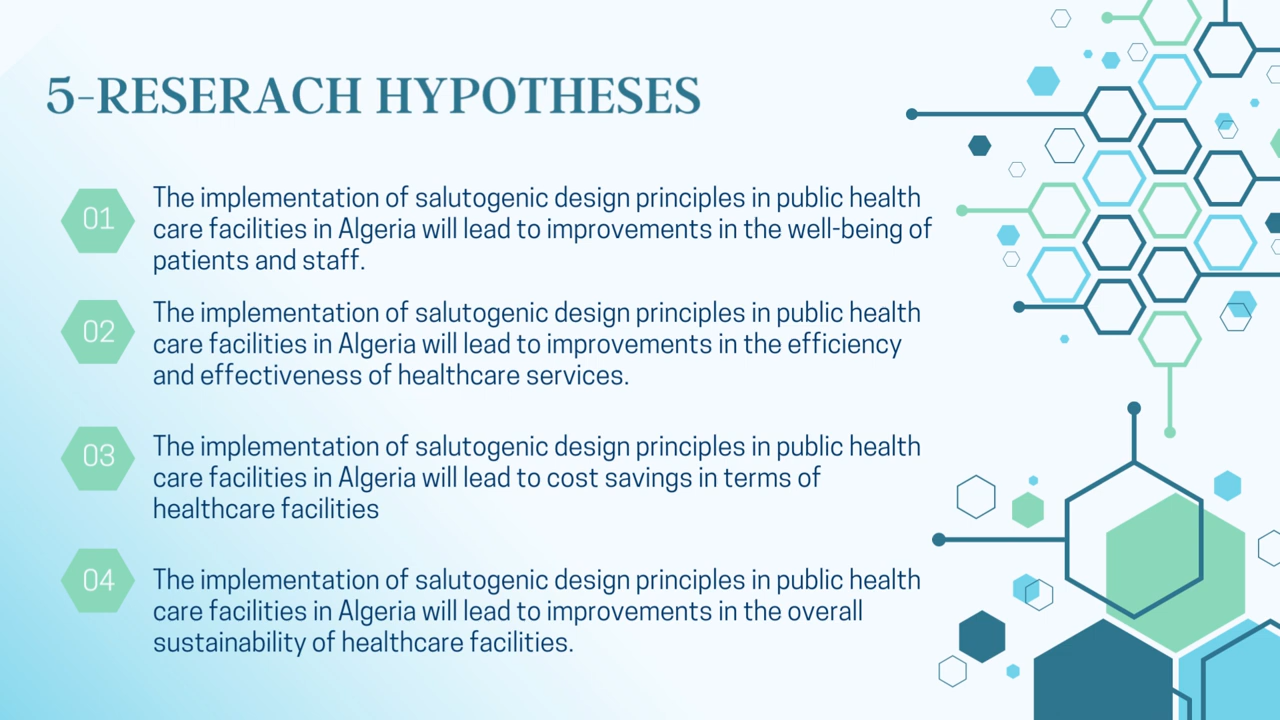 5-RESERACH HYPOTHESES
01
The implementation of salutogenic design principles in public health
care facilities in Algeria will lead to improvements in the well-being of
patients and staff.
02
The implementation of salutogenic design principles in public health
care facilities in Algeria will lead to improvements in the efficiency
and effectiveness of healthcare services.
03
The implementation of salutogenic design principles in public health
care facilities in Algeria will lead to cost savings in terms of
healthcare facilities
04
The implementation of salutogenic design principles in public health
care facilities in Algeria will lead to improvements in the overall
sustainability of healthcare facilities.